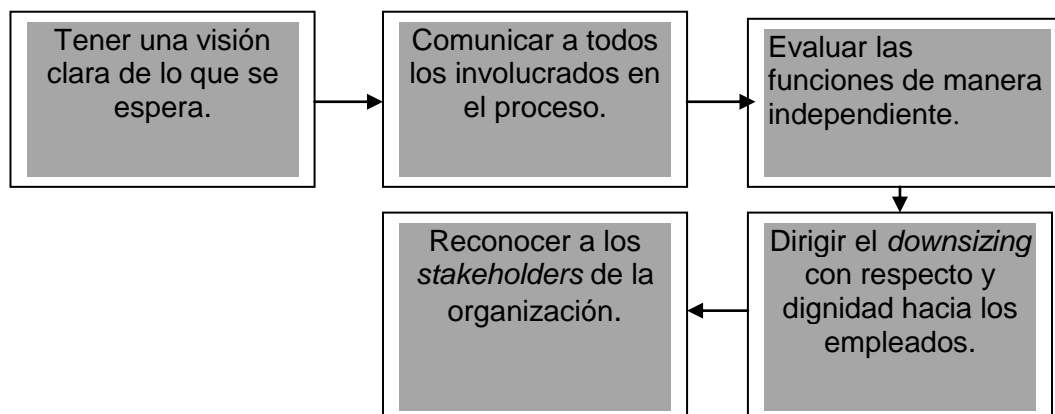 Tener una visión
clara de lo que se
espera.
Comunicar a todos
los involucrados en
el proceso.
Evaluar las
funciones de manera
independiente.
Dirigir el downsizing
con respecto y
dignidad hacia los
empleados.
Reconocer a los
stakeholders de la
organización.